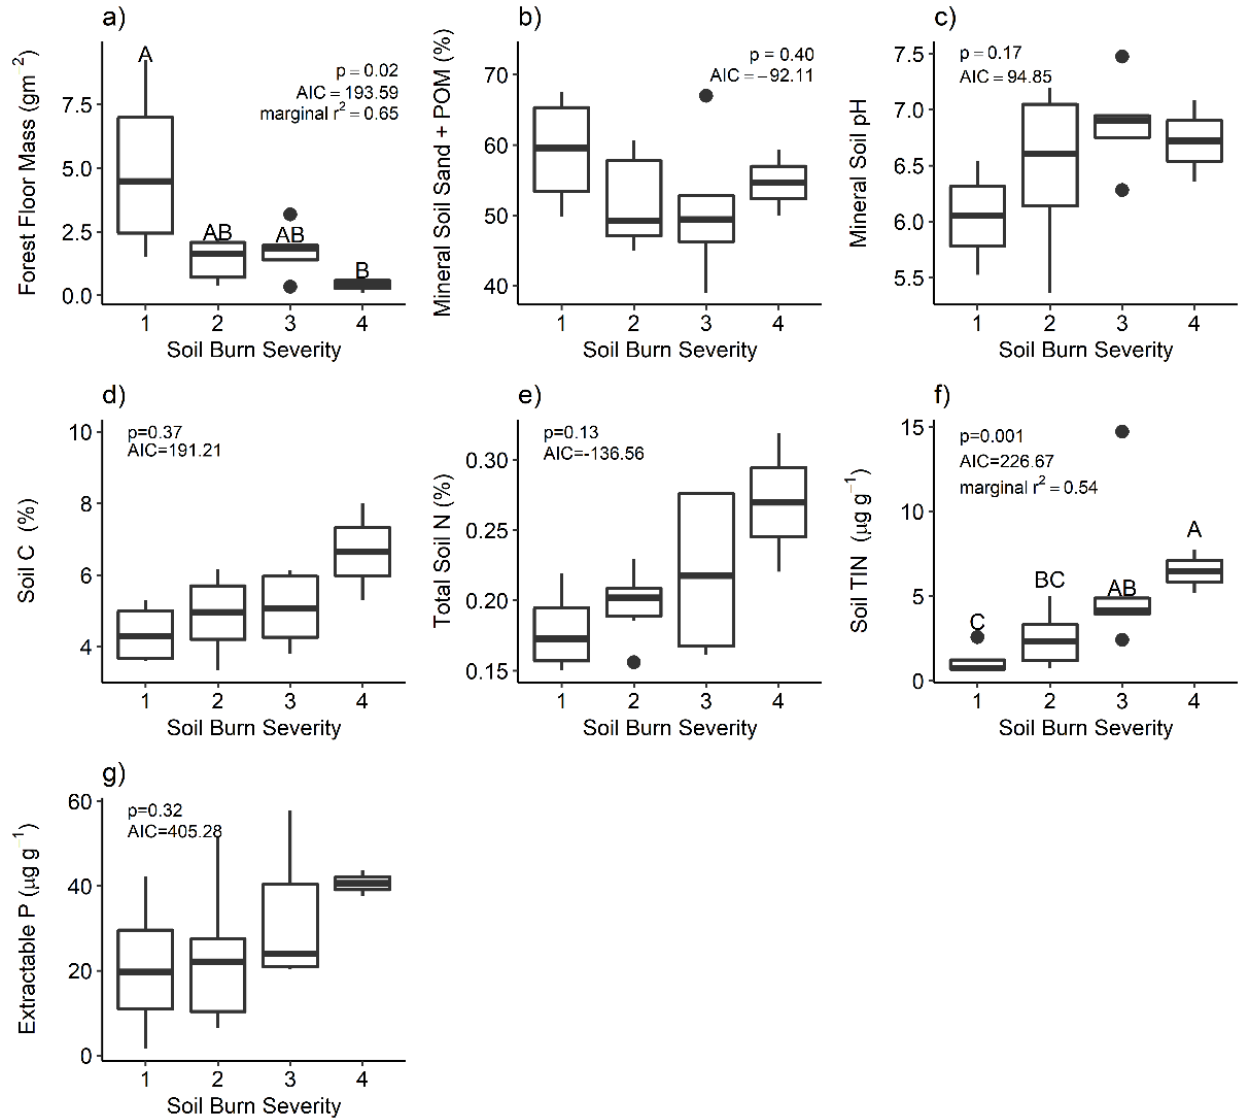 a)
Forest Floor Mass (gm⁻²)
7.5
5.0
2.5
0.0
A
AB
AB
B
p = 0.02
AIC = 193.59
marginal r² = 0.65
1 2 3 4
Soil Burn Severity
b)
Mineral Soil Sand + POM (%)
70
60
50
40
p = 0.40
AIC = −92.11
1 2 3 4
Soil Burn Severity
c)
Mineral Soil pH
7.5
7.0
6.5
6.0
5.5
p = 0.17
AIC = 94.85
1 2 3 4
Soil Burn Severity
d)
Soil C (%)
10
8
6
4
p=0.37
AIC=191.21
1 2 3 4
Soil Burn Severity
e)
Total Soil N (%)
0.30
0.25
0.20
0.15
p=0.13
AIC=-136.56
1 2 3 4
Soil Burn Severity
f)
Soil TIN (µg g⁻¹)
15
10
5
0
p=0.001
AIC=226.67
marginal r² = 0.54
C
BC
AB
A
1 2 3 4
Soil Burn Severity
g)
Extractable P (µg g⁻¹)
60
40
20
0
p=0.32
AIC=405.28
1 2 3 4
Soil Burn Severity